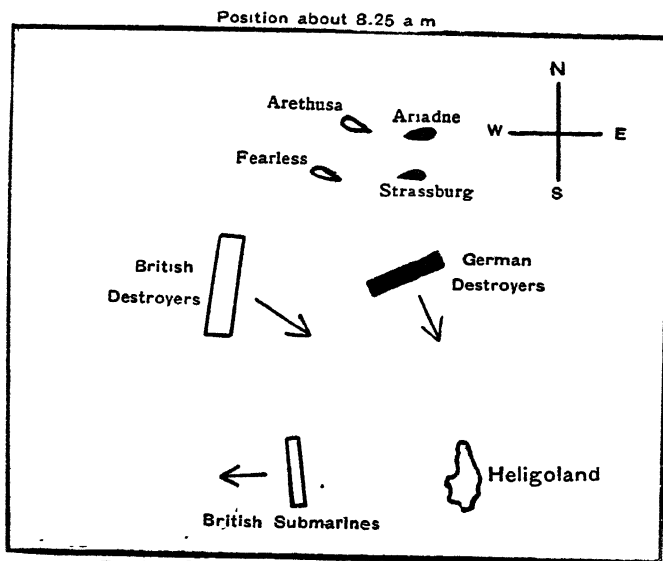 Position about 8.25 a m
N
Arethusa
Ariadne
W
E
Fearless
Strassburg
S
British
Destroyers
German
Destroyers
Heligoland
British Submarines